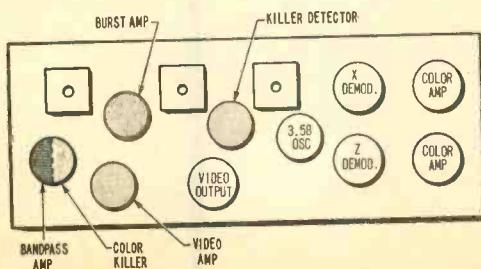 BURST AMP
KILLER DETECTOR
X
DEMOD.
COLOR
AMP
3.58
OSC
Z
DEMOD.
COLOR
AMP
VIDEO
OUTPUT
BANDPASS
AMP
COLOR
KILLER
VIDEO
AMP